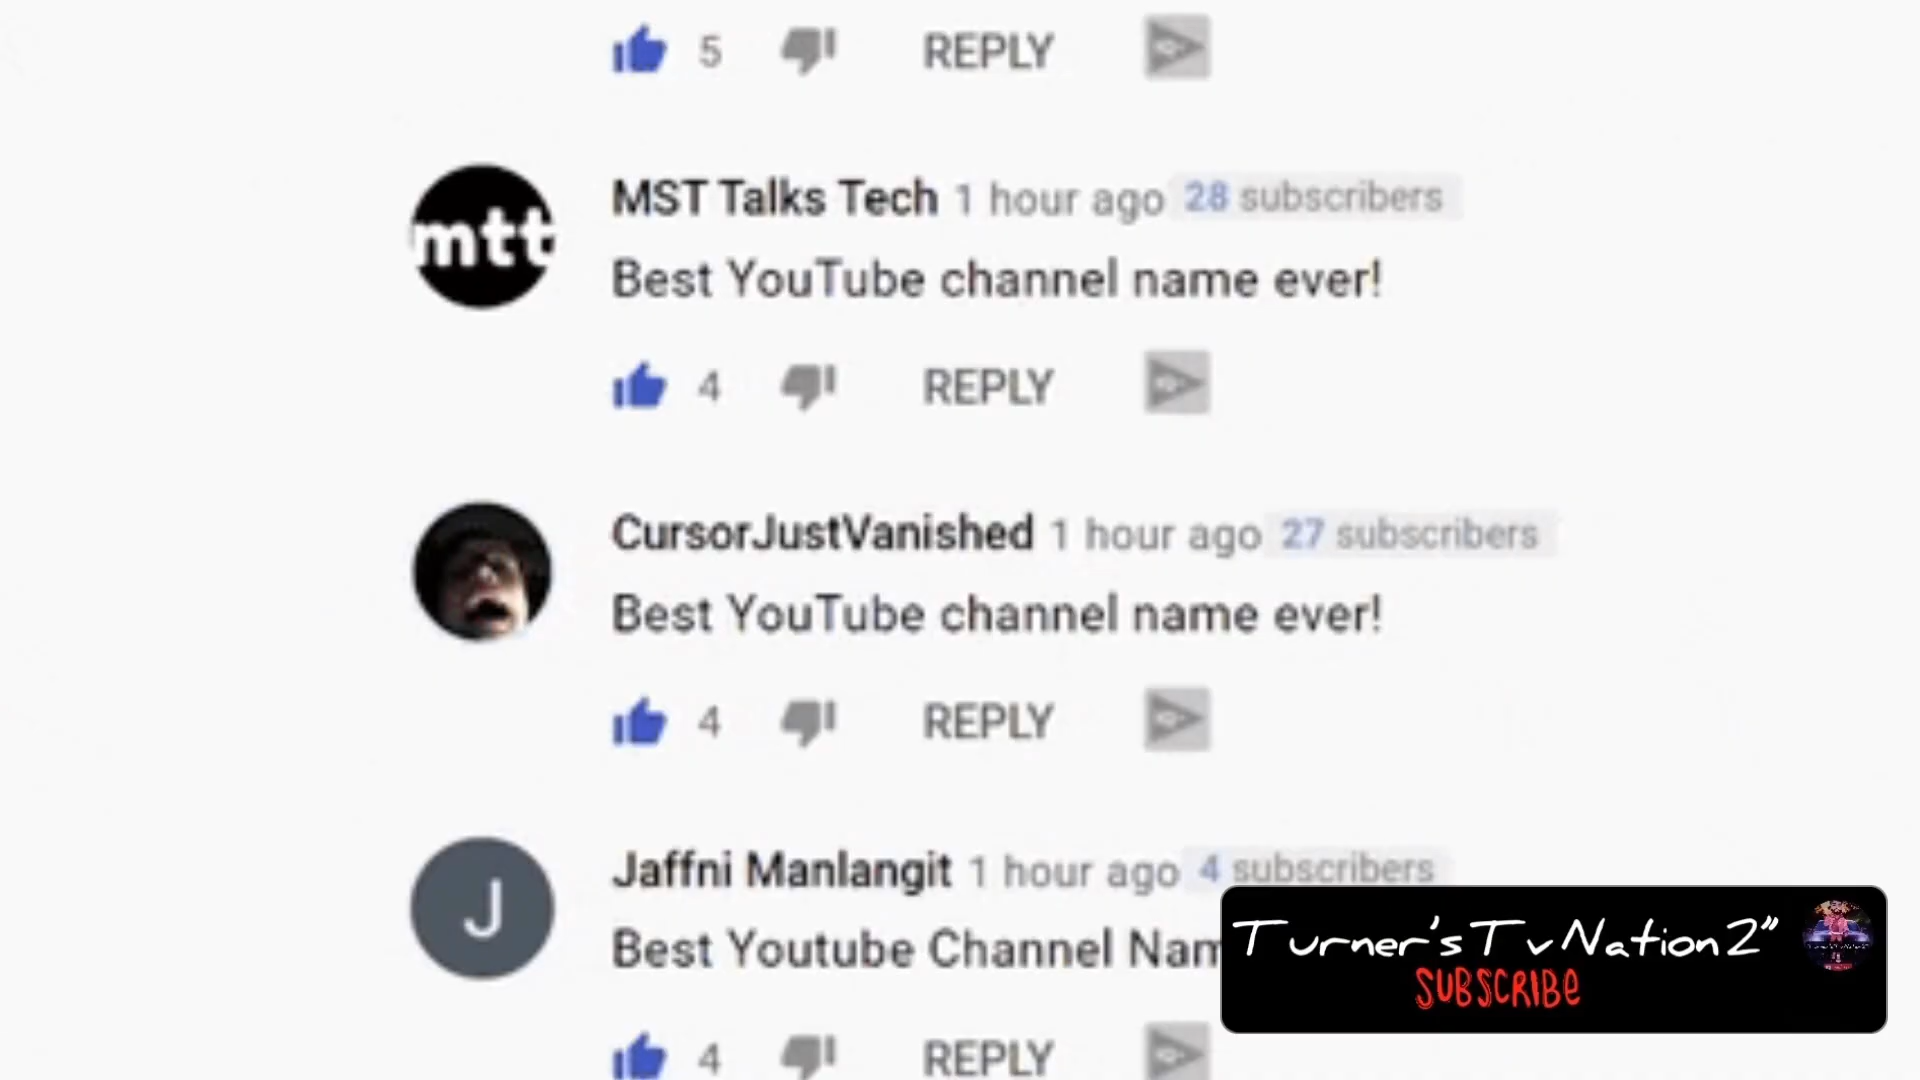 5 REPLY
mtt
MST Talks Tech 1 hour ago 28 subscribers
Best YouTube channel name ever!
4 REPLY
CursorJustVanished 1 hour ago 27 subscribers
Best YouTube channel name ever!
4 REPLY
J
Jaffni Manlangit 1 hour ago 4 subscribers
Best Youtube Channel Nam
Turner's Tv Nation 2"
SUBSCRIBE
4 REPLY